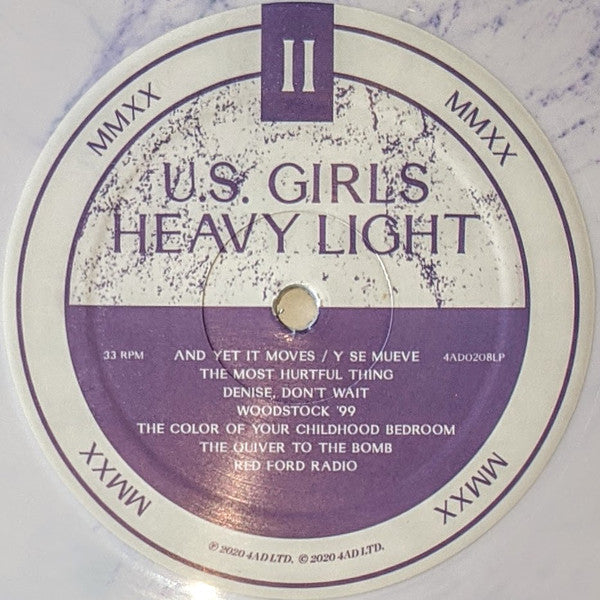 II
MMXX
MMXX
U.S. GIRLS
HEAVY LIGHT
33 RPM
AND YET IT MOVES / Y SE MUEVE
4AD0208LP
THE MOST HURTFUL THING
DENISE, DON'T WAIT
WOODSTOCK '99
THE COLOR OF YOUR CHILDHOOD BEDROOM
THE QUIVER TO THE BOMB
RED FORD RADIO
MMXX
MMXX
℗ 2020 4AD LTD. © 2020 4AD LTD.